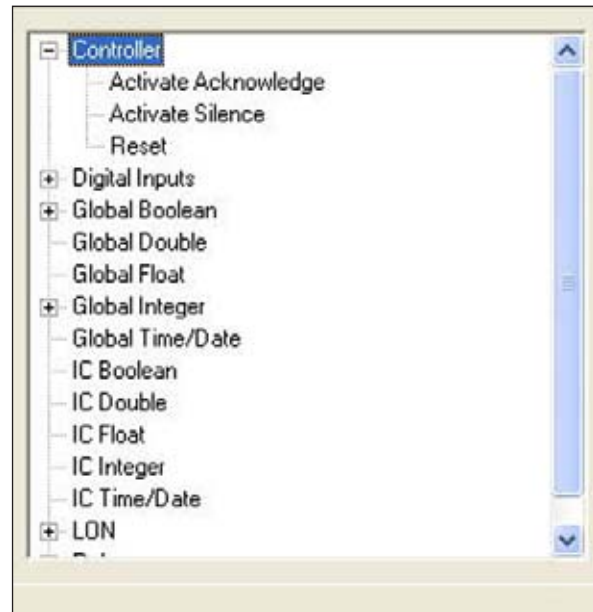 Controller
Activate Acknowledge
Activate Silence
Reset
Digital Inputs
Global Boolean
Global Double
Global Float
Global Integer
Global Time/Date
IC Boolean
IC Double
IC Float
IC Integer
IC Time/Date
LON